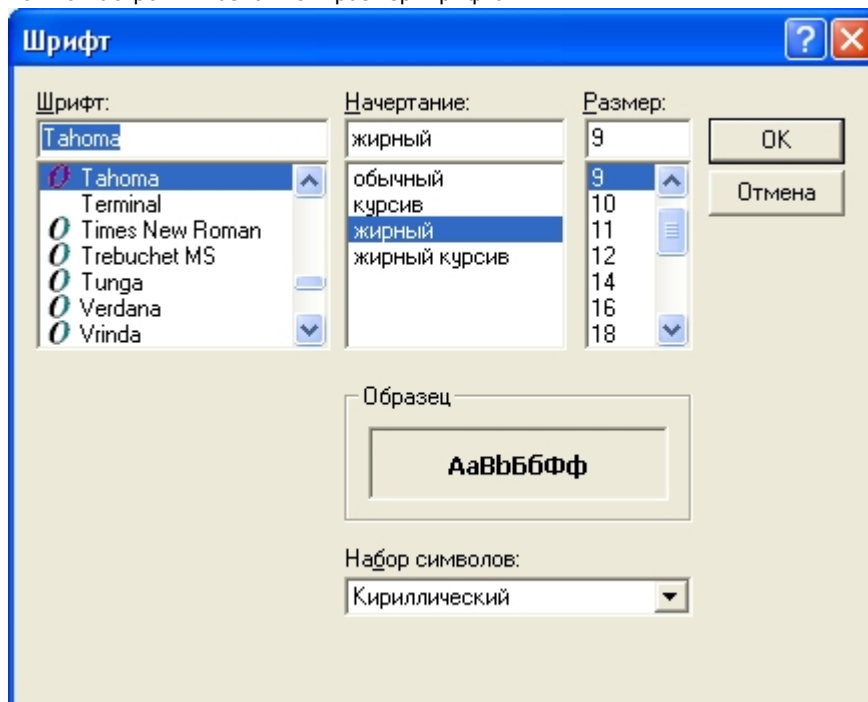 Шрифт
Шрифт:
Tahoma
Tahoma
Terminal
Times New Roman
Trebuchet MS
Tunga
Verdana
Vrinda
Начертание:
жирный
обычный
курсив
жирный
жирный курсив
Размер:
9
9
10
11
12
14
16
18
OK
Отмена
Образец
АаВbБбФф
Набор символов:
Кириллический